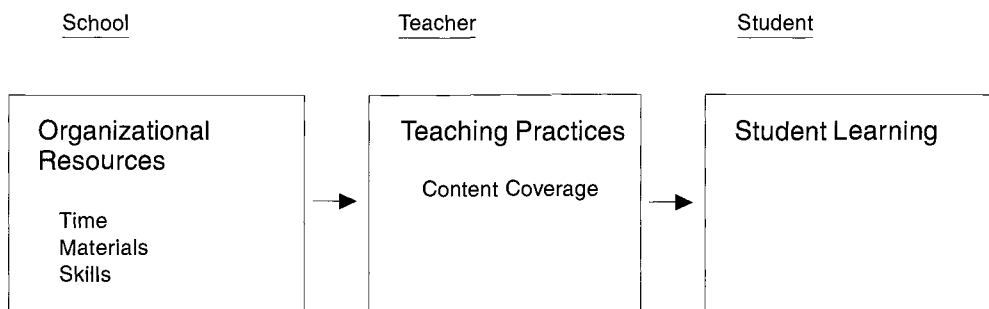 School
Teacher
Student
Organizational
Resources
Time
Materials
Skills
Teaching Practices
Content Coverage
Student Learning